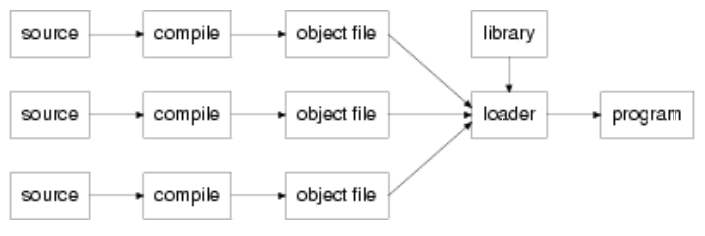 source
compile
object file
library
source
compile
object file
loader
program
source
compile
object file